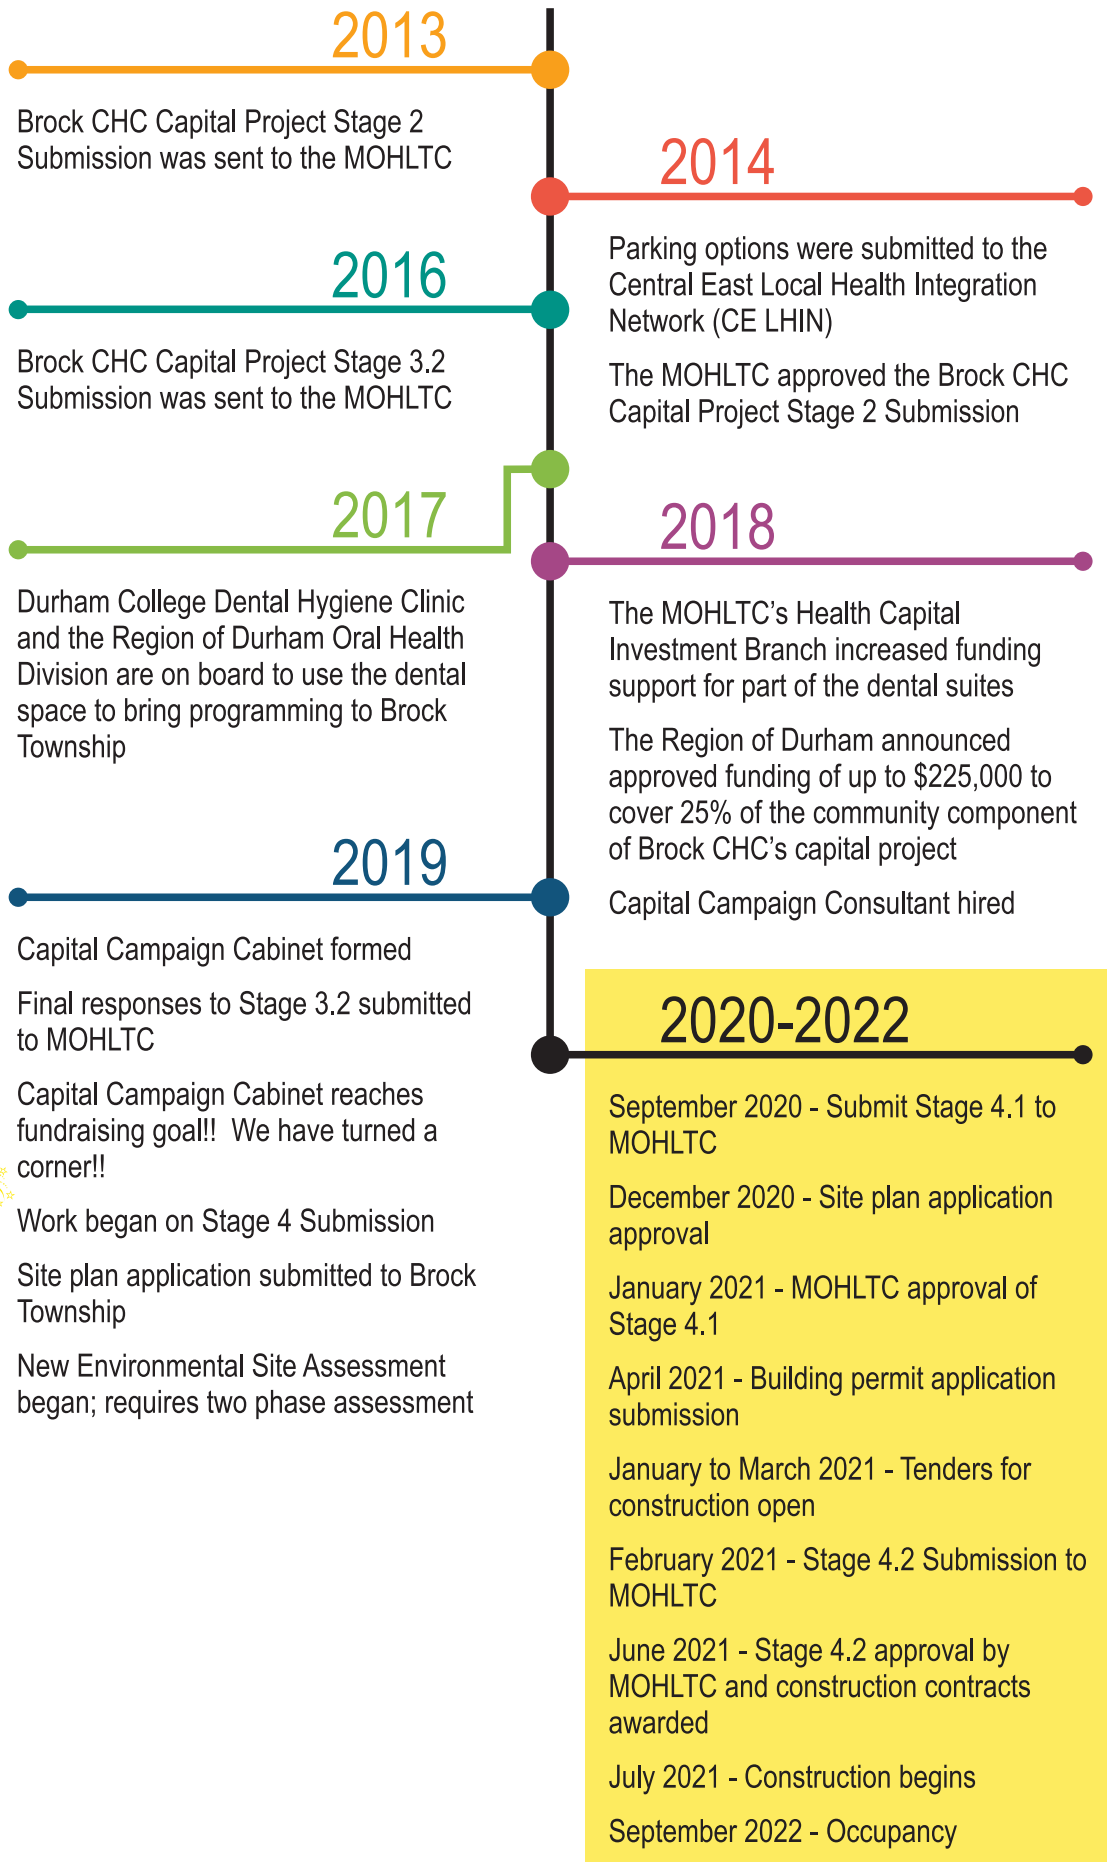 2013
Brock CHC Capital Project Stage 2
Submission was sent to the MOHLTC
2014
Parking options were submitted to the
Central East Local Health Integration
Network (CE LHIN)
The MOHLTC approved the Brock CHC
Capital Project Stage 2 Submission
2016
Brock CHC Capital Project Stage 3.2
Submission was sent to the MOHLTC
2017
Durham College Dental Hygiene Clinic
and the Region of Durham Oral Health
Division are on board to use the dental
space to bring programming to Brock
Township
2018
The MOHLTC’s Health Capital
Investment Branch increased funding
support for part of the dental suites
The Region of Durham announced
approved funding of up to $225,000 to
cover 25% of the community component
of Brock CHC’s capital project
Capital Campaign Consultant hired
2019
Capital Campaign Cabinet formed
Final responses to Stage 3.2 submitted
to MOHLTC
Capital Campaign Cabinet reaches
fundraising goal!!  We have turned a
corner!!
Work began on Stage 4 Submission
Site plan application submitted to Brock
Township
New Environmental Site Assessment
began; requires two phase assessment
2020-2022
September 2020 - Submit Stage 4.1 to
MOHLTC
December 2020 - Site plan application
approval
January 2021 - MOHLTC approval of
Stage 4.1
April 2021 - Building permit application
submission
January to March 2021 - Tenders for
construction open
February 2021 - Stage 4.2 Submission to
MOHLTC
June 2021 - Stage 4.2 approval by
MOHLTC and construction contracts
awarded
July 2021 - Construction begins
September 2022 - Occupancy